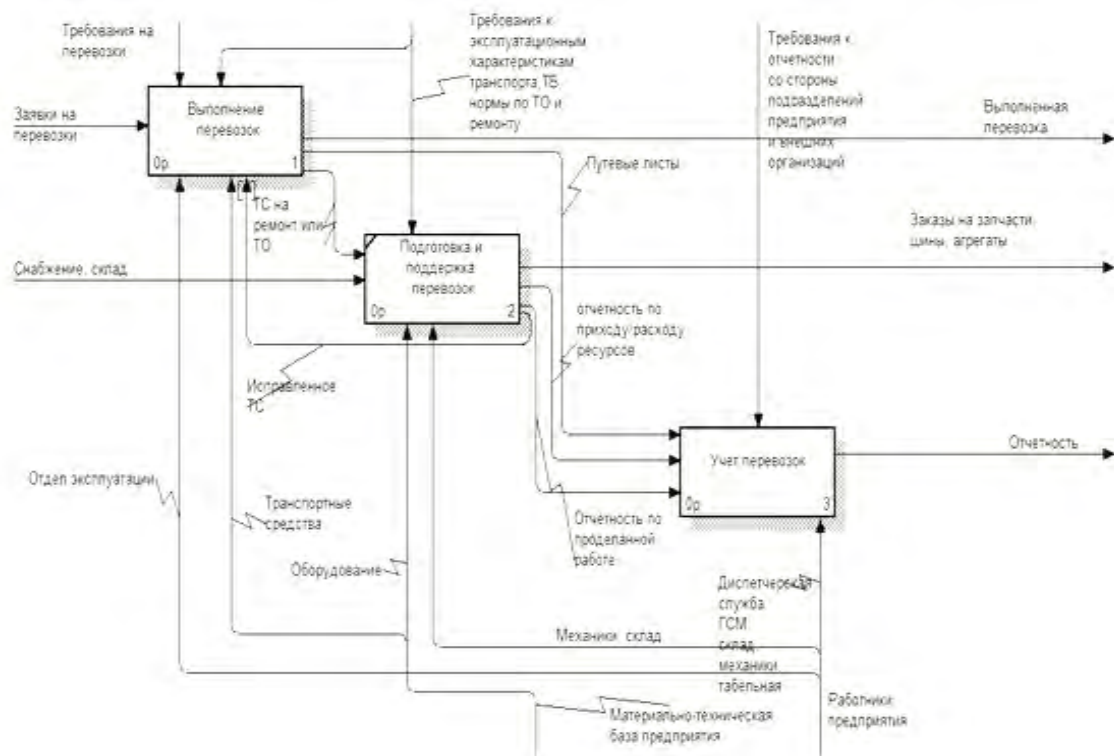 Требования на
перевозки
Требования к
эксплуатационным
характеристикам
транспорта,ТБ,
нормы по ТО и
ремонту
Требования к
отчетности
со стороны
подразделений
предприятия
и внешних
организаций
Заявки на
перевозки
Выполнение
перевозок
0р.
1
Выполненная
перевозка
Путевые листы
ТС на
ремонт или
ТО
Подготовка и
поддержка
перевозок
0р.
2
Заказы на запчасти,
шины, агрегаты
Снабжение, склад
отчетность по
приходу/расходу
ресурсов
Исправленное
ТС
Учет перевозок
0р.
3
Отчетность
Отдел эксплуатации
Транспортные
средства
Отчетность по
проделанной
работе
Оборудование
Диспетчерская
служба
ГСМ
склад
механики
табельная
Механики, склад
Материально-техническая
база предприятия
Работники
предприятия